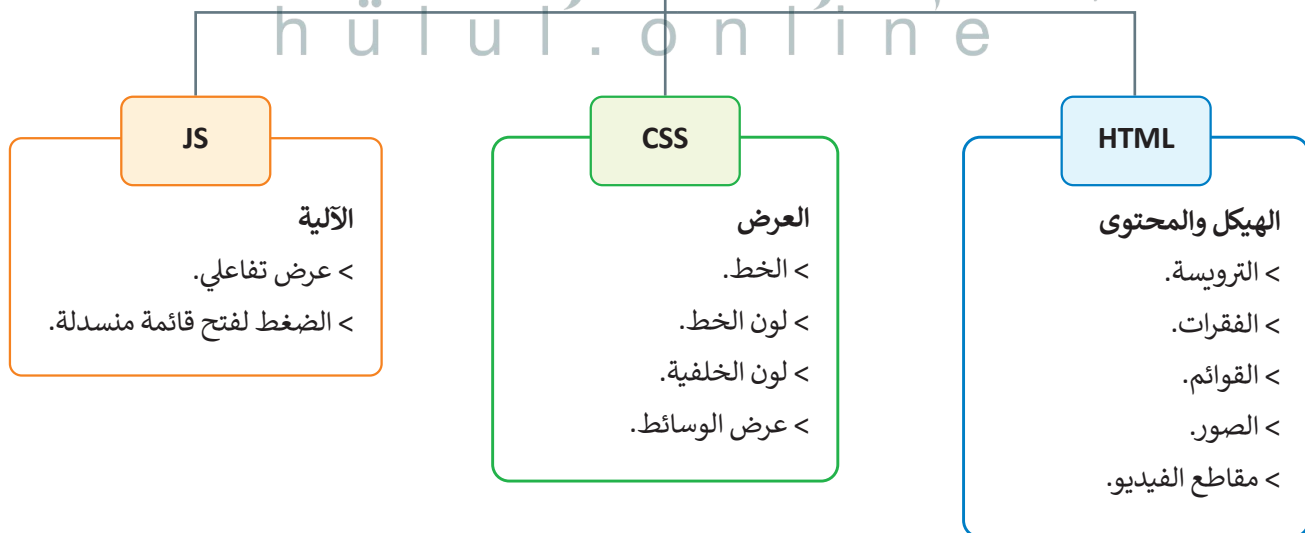 hülul.online
HTML
الهيكل والمحتوى
> الترويسة.
> الفقرات.
> القوائم.
> الصور.
> مقاطع الفيديو.
CSS
العرض
> الخط.
> لون الخط.
> لون الخلفية.
> عرض الوسائط.
JS
الآلية
> عرض تفاعلي.
> الضغط لفتح قائمة منسدلة.